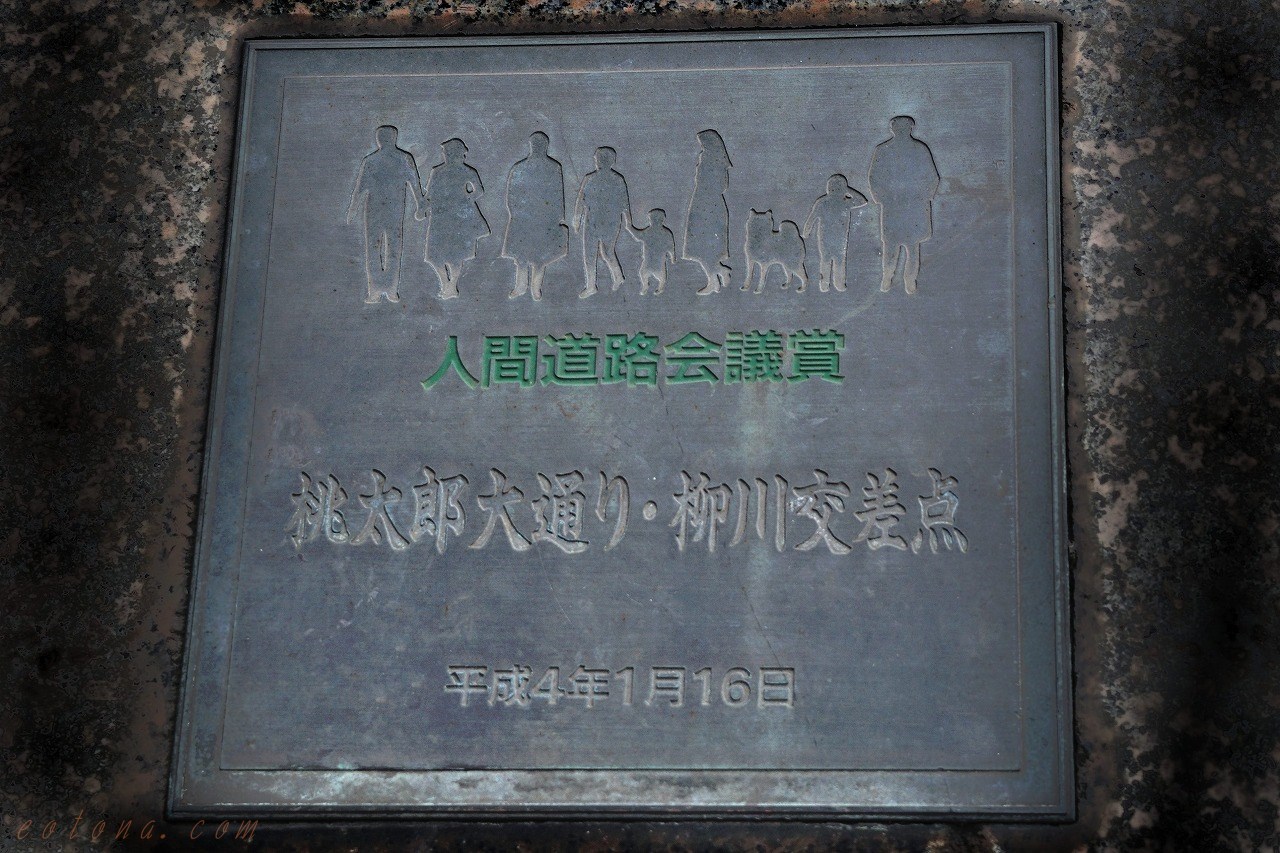 人間道路会議賞
桃太郎大通り・柳川交差点
平成4年1月16日
eotona.com